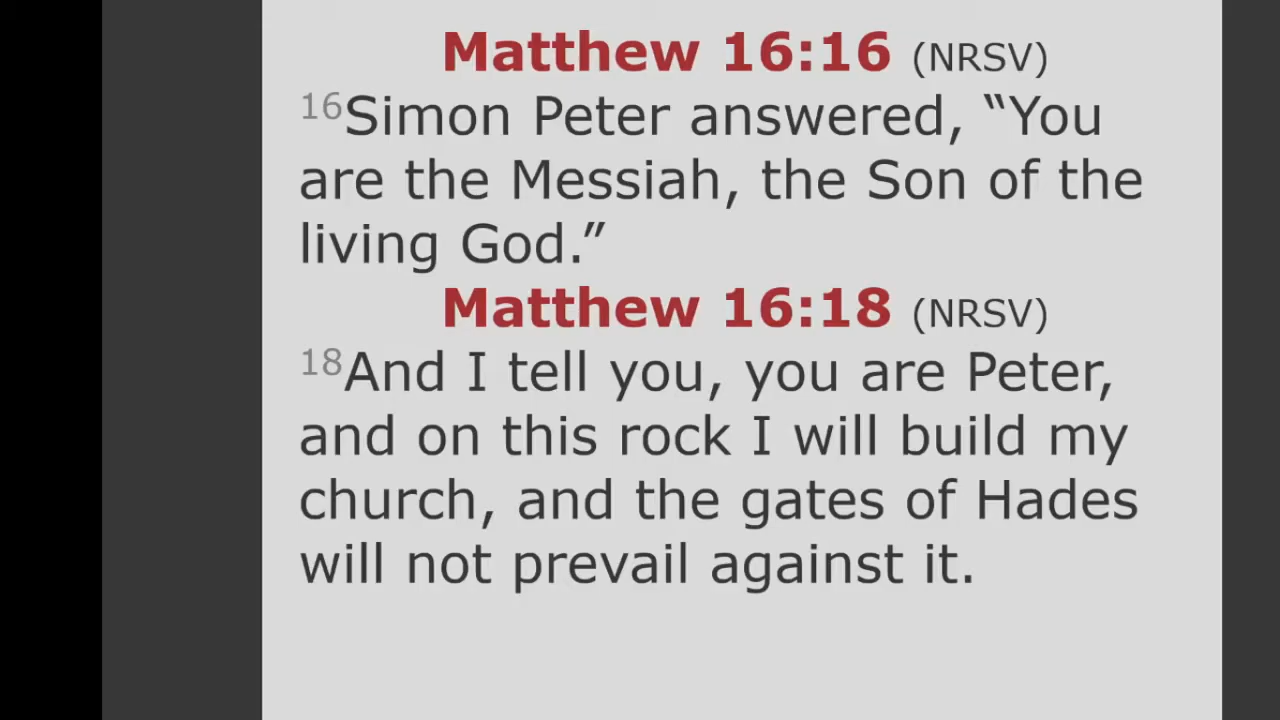 Matthew 16:16 (NRSV)
16Simon Peter answered, “You
are the Messiah, the Son of the
living God.”
Matthew 16:18 (NRSV)
18And I tell you, you are Peter,
and on this rock I will build my
church, and the gates of Hades
will not prevail against it.